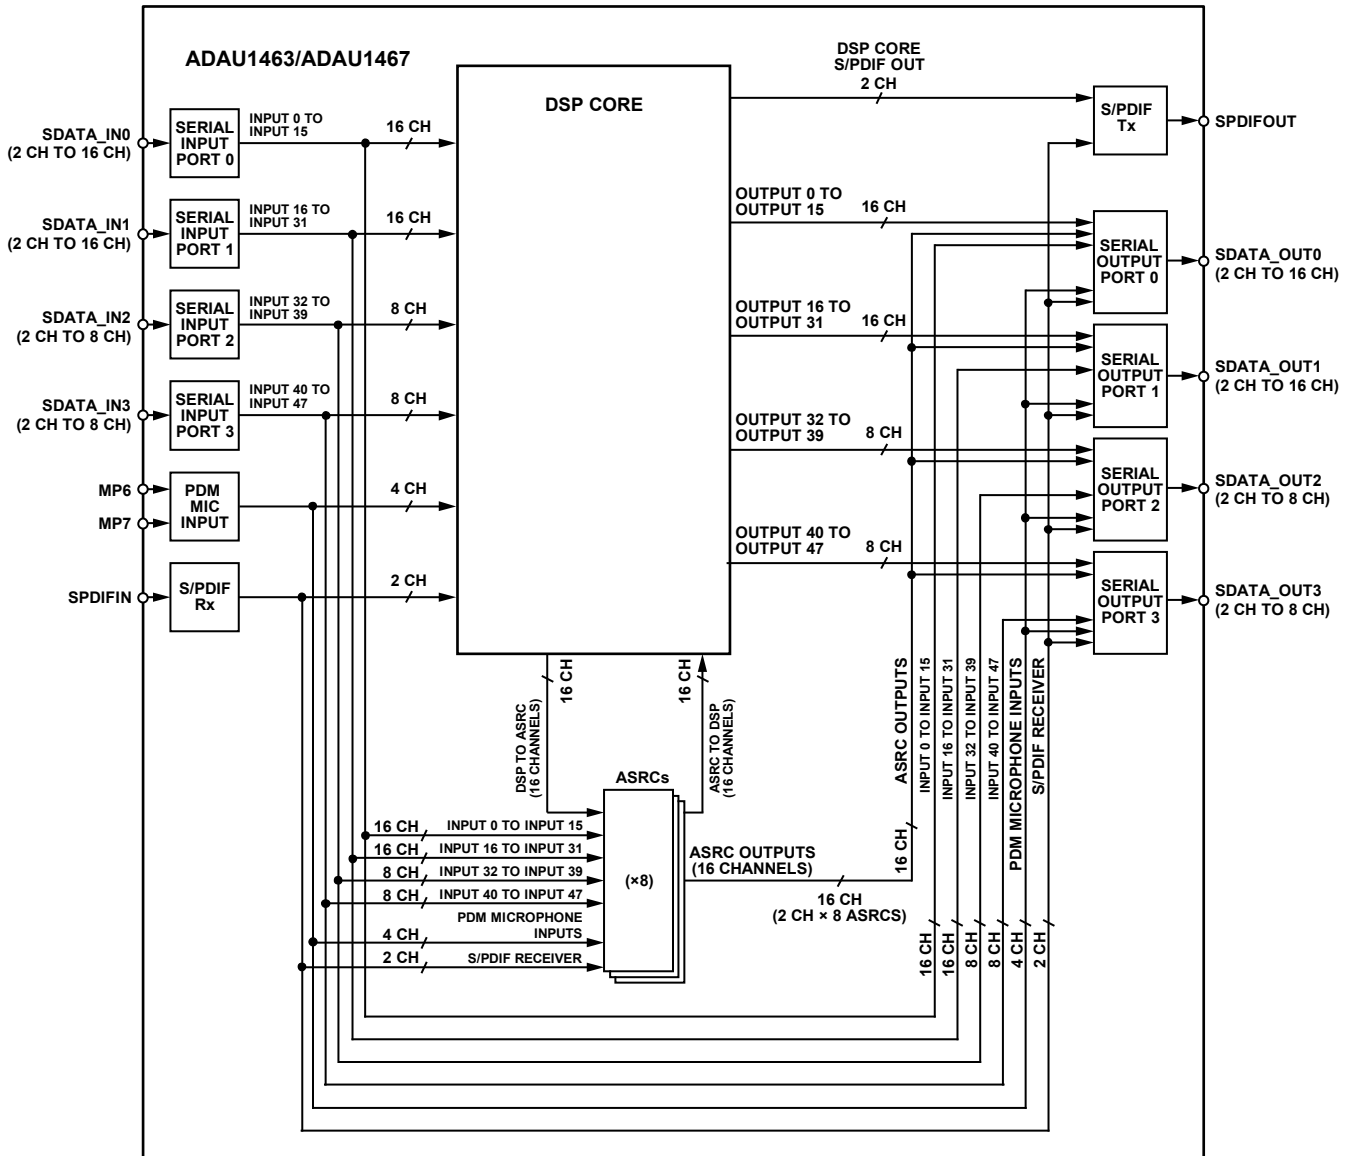 ADAU1463/ADAU1467
DSP CORE
DSP CORE
S/PDIF OUT
2 CH
S/PDIF
Tx
SPDIFOUT
SDATA_IN0
(2 CH TO 16 CH)
SERIAL
INPUT
PORT 0
INPUT 0 TO
INPUT 15
16 CH
SDATA_IN1
(2 CH TO 16 CH)
SERIAL
INPUT
PORT 1
INPUT 16 TO
INPUT 31
16 CH
SDATA_IN2
(2 CH TO 8 CH)
SERIAL
INPUT
PORT 2
INPUT 32 TO
INPUT 39
8 CH
SDATA_IN3
(2 CH TO 8 CH)
SERIAL
INPUT
PORT 3
INPUT 40 TO
INPUT 47
8 CH
MP6
MP7
PDM
MIC
INPUT
4 CH
SPDIFIN
S/PDIF
Rx
2 CH
OUTPUT 0 TO
OUTPUT 15
16 CH
SERIAL
OUTPUT
PORT 0
SDATA_OUT0
(2 CH TO 16 CH)
OUTPUT 16 TO
OUTPUT 31
16 CH
SERIAL
OUTPUT
PORT 1
SDATA_OUT1
(2 CH TO 16 CH)
OUTPUT 32 TO
OUTPUT 39
8 CH
SERIAL
OUTPUT
PORT 2
SDATA_OUT2
(2 CH TO 8 CH)
OUTPUT 40 TO
OUTPUT 47
8 CH
SERIAL
OUTPUT
PORT 3
SDATA_OUT3
(2 CH TO 8 CH)
16 CH
DSP TO ASRC
(16 CHANNELS)
16 CH
ASRC TO DSP
(16 CHANNELS)
ASRCs
(×8)
16 CH
INPUT 0 TO INPUT 15
16 CH
INPUT 16 TO INPUT 31
8 CH
INPUT 32 TO INPUT 39
8 CH
INPUT 40 TO INPUT 47
PDM MICROPHONE
INPUTS
4 CH
2 CH
S/PDIF RECEIVER
ASRC OUTPUTS
(16 CHANNELS)
16 CH
(2 CH × 8 ASRCS)
ASRC OUTPUTS
INPUT 0 TO INPUT 15
INPUT 16 TO INPUT 31
INPUT 32 TO INPUT 39
INPUT 40 TO INPUT 47
PDM MICROPHONE INPUTS
S/PDIF RECEIVER
16 CH
16 CH
16 CH
8 CH
8 CH
4 CH
2 CH